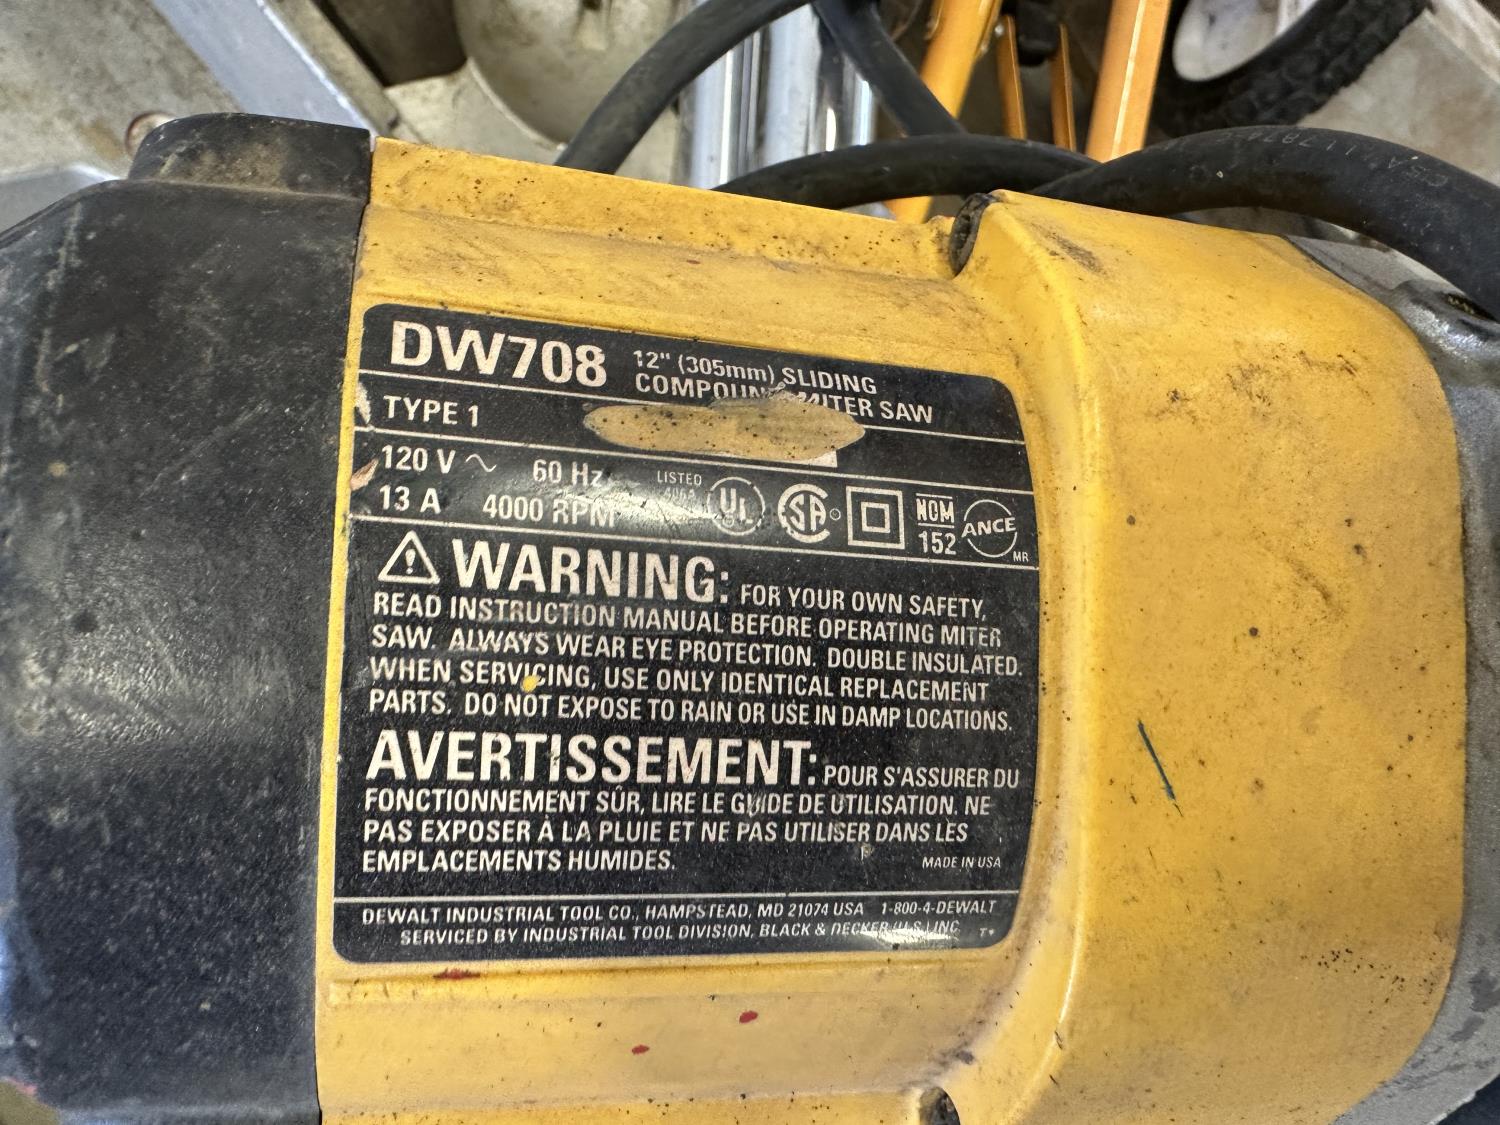 DW708 12" (305mm) SLIDING
COMPOUND MITER SAW
TYPE 1
120 V ~ 60 Hz
13 A 4000 RPM
LISTED
UL
SA
NOM
152
ANCE
MR
⚠ WARNING: FOR YOUR OWN SAFETY,
READ INSTRUCTION MANUAL BEFORE OPERATING MITER
SAW. ALWAYS WEAR EYE PROTECTION. DOUBLE INSULATED.
WHEN SERVICING, USE ONLY IDENTICAL REPLACEMENT
PARTS. DO NOT EXPOSE TO RAIN OR USE IN DAMP LOCATIONS.
AVERTISSEMENT: POUR S'ASSURER DU
FONCTIONNEMENT SÛR, LIRE LE GUIDE DE UTILISATION. NE
PAS EXPOSER À LA PLUIE ET NE PAS UTILISER DANS LES
EMPLACEMENTS HUMIDES.
MADE IN USA
DEWALT INDUSTRIAL TOOL CO., HAMPSTEAD, MD 21074 USA 1-800-4-DEWALT
SERVICED BY INDUSTRIAL TOOL DIVISION, BLACK & DECKER (U.S.) INC.